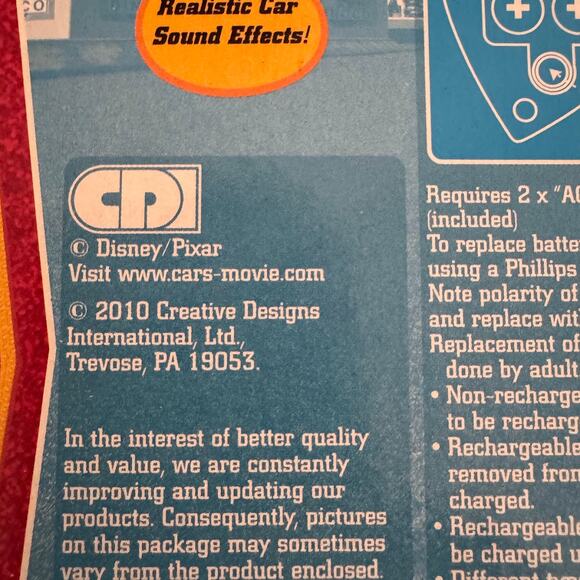 CO
Realistic Car
Sound Effects!
CDI
© Disney/Pixar
Visit www.cars-movie.com
© 2010 Creative Designs
International, Ltd.,
Trevose, PA 19053.
In the interest of better quality
and value, we are constantly
improving and updating our
products. Consequently, pictures
on this package may sometimes
vary from the product enclosed.
Requires 2 x "AG
(included)
To replace batte
using a Phillips
Note polarity of
and replace with
Replacement of
done by adult
• Non-recharge
to be recharg
• Rechargeable
removed from
charged.
• Rechargeable
be charged u